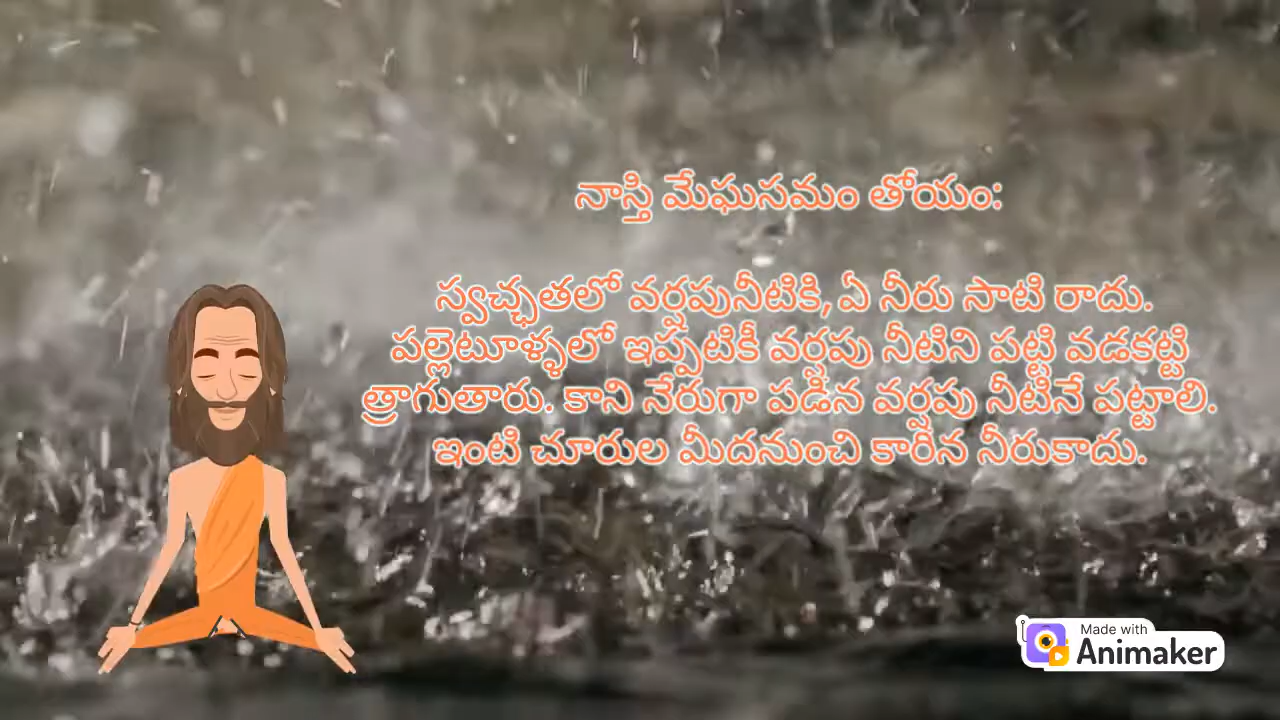 నాస్తి మేఘసమం తోయం:
స్వచ్ఛతలో వర్షపునీటికి, ఏ నీరు సాటి రాదు.
పల్లెటూళ్ళలో ఇప్పటికీ వర్షపు నీటిని పట్టి వడకట్టి
త్రాగుతారు. కాని నేరుగా పడిన వర్షపు నీటినే పట్టాలి.
ఇంటి చూరుల మీదనుంచి కారిన నీరుకాదు.
Made with
Animaker